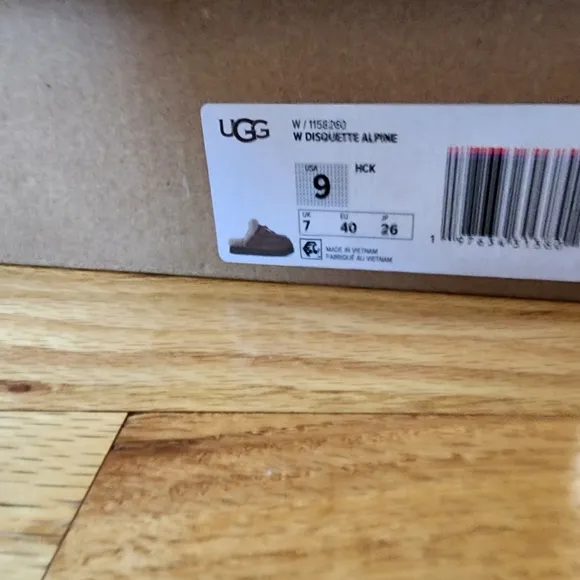 UGG
W / 1158260
W DISQUETTE ALPINE
USA
9
HCK
UK EU JP
7 40 26
MADE IN VIETNAM
FABRIQUÉ AU VIETNAM